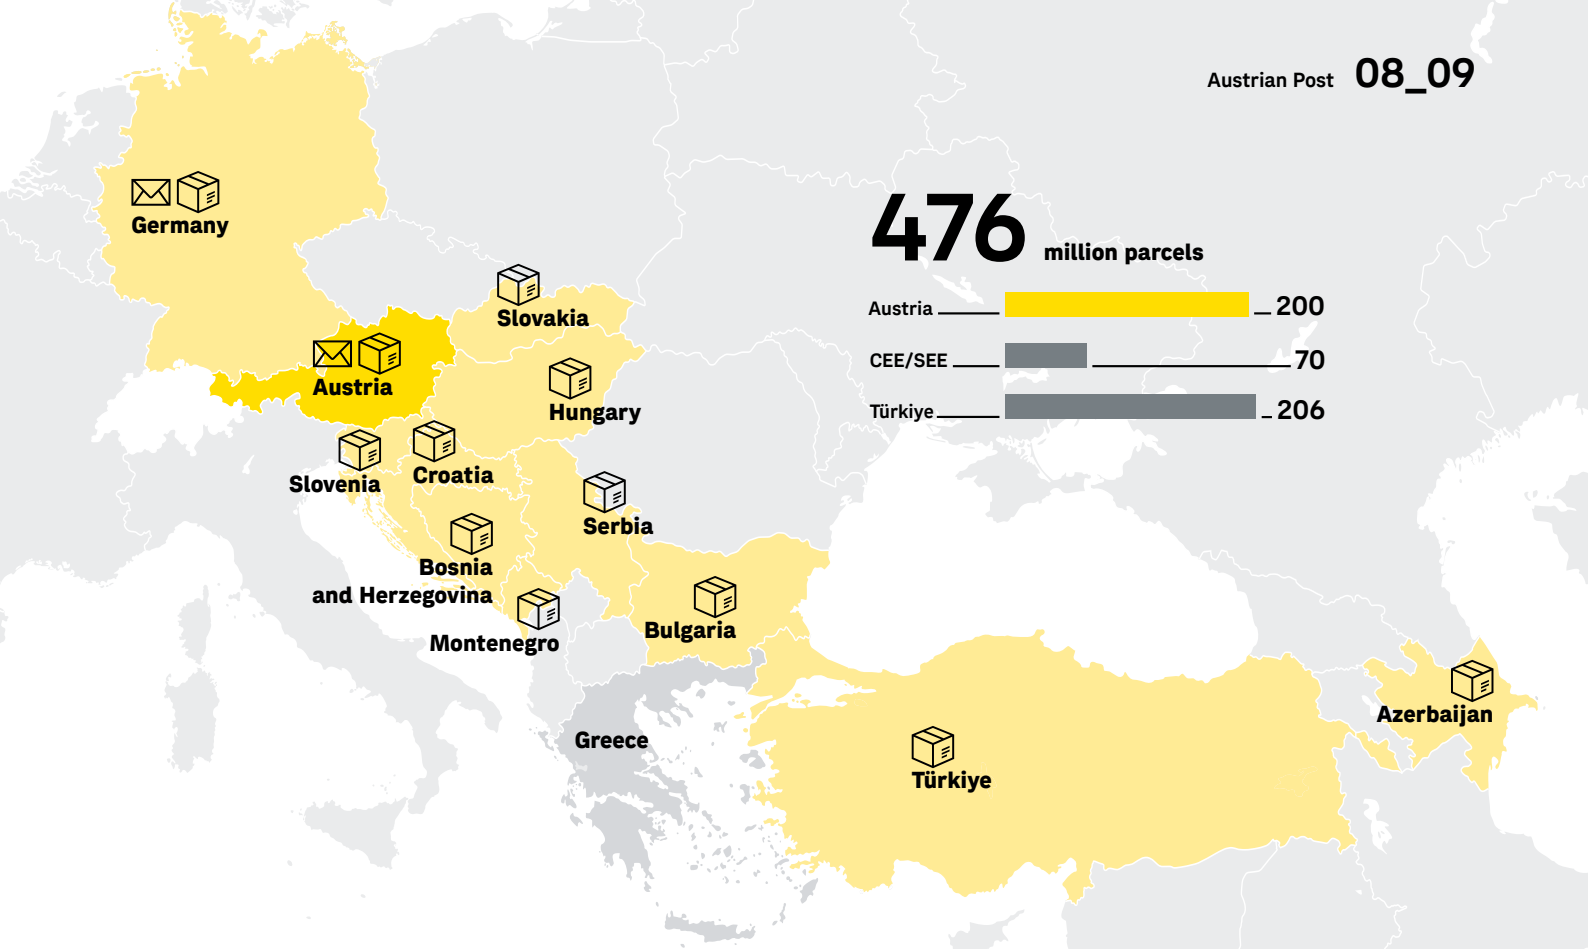 Austrian Post 08_09
476 million parcels
Austria 200
CEE/SEE 70
Türkiye 206
Germany
Slovakia
Austria
Hungary
Slovenia
Croatia
Serbia
Bosnia
and Herzegovina
Montenegro
Bulgaria
Greece
Türkiye
Azerbaijan